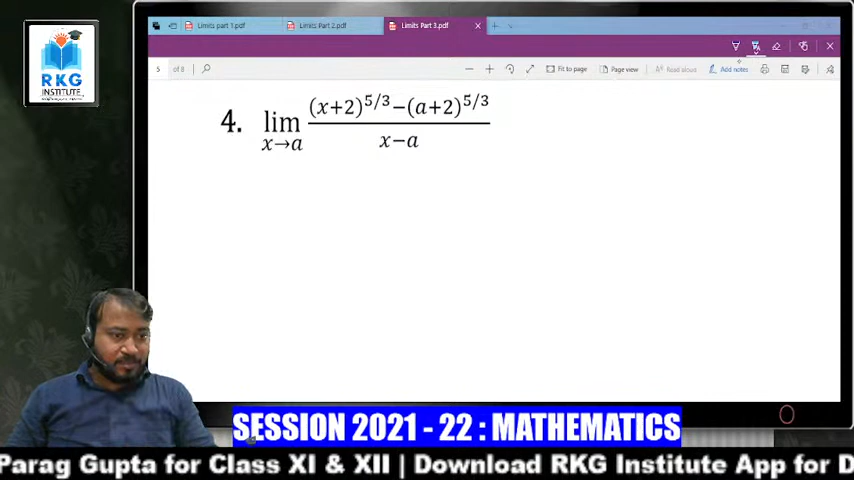 Limits part 1.pdf
Limits Part 2.pdf
Limits Part 3.pdf
5 of 8
Fit to page
Page view
Read aloud
Add notes
RKG
INSTITUTE
4. lim x→a (x+2)^5/3−(a+2)^5/3 / x−a
SESSION 2021 - 22 : MATHEMATICS
Parag Gupta for Class XI & XII | Download RKG Institute App for D